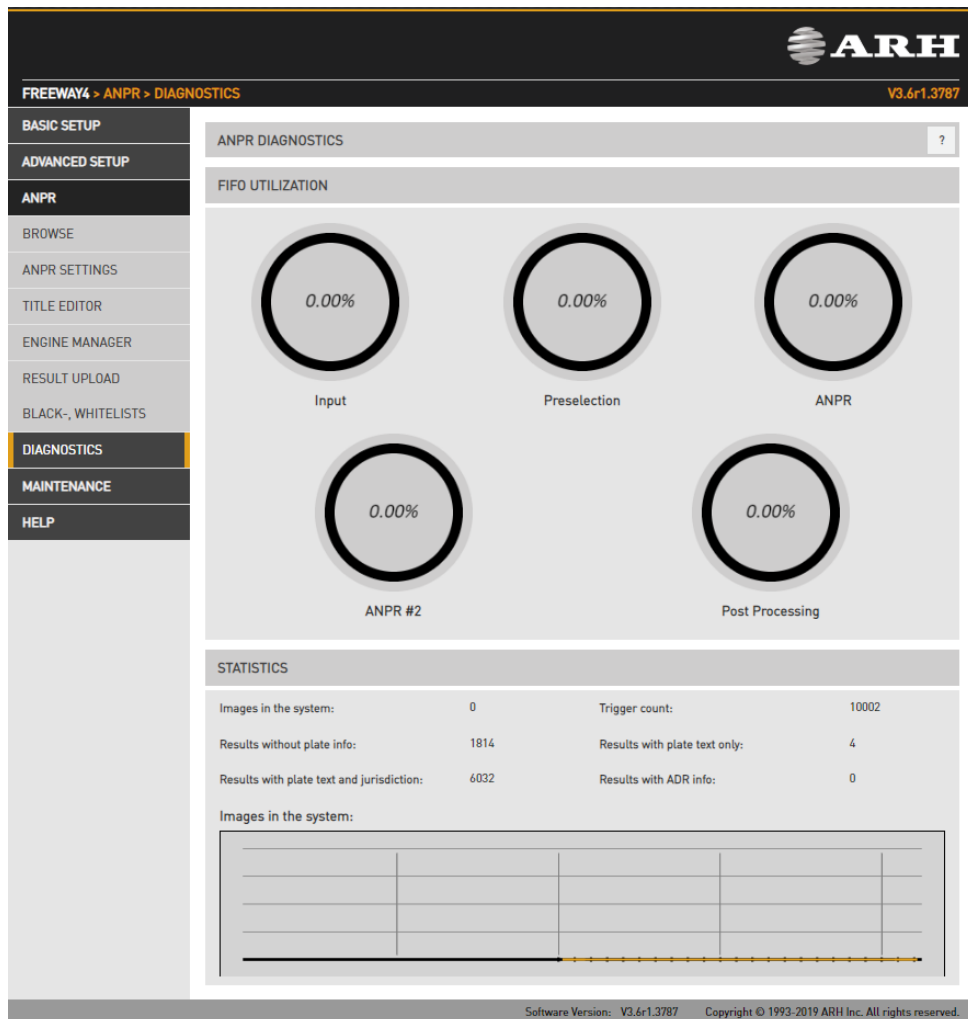 ARH
FREEWAY4 > ANPR > DIAGNOSTICS V3.6r1.3787
BASIC SETUP
ADVANCED SETUP
ANPR
BROWSE
ANPR SETTINGS
TITLE EDITOR
ENGINE MANAGER
RESULT UPLOAD
BLACK-, WHITELISTS
DIAGNOSTICS
MAINTENANCE
HELP
ANPR DIAGNOSTICS ?
FIFO UTILIZATION
0.00% 0.00% 0.00%
Input Preselection ANPR
0.00% 0.00%
ANPR #2 Post Processing
STATISTICS
Images in the system: 0 Trigger count: 10002
Results without plate info: 1814 Results with plate text only: 4
Results with plate text and jurisdiction: 6032 Results with ADR info: 0
Images in the system:
Software Version: V3.6r1.3787 Copyright © 1993-2019 ARH Inc. All rights reserved.